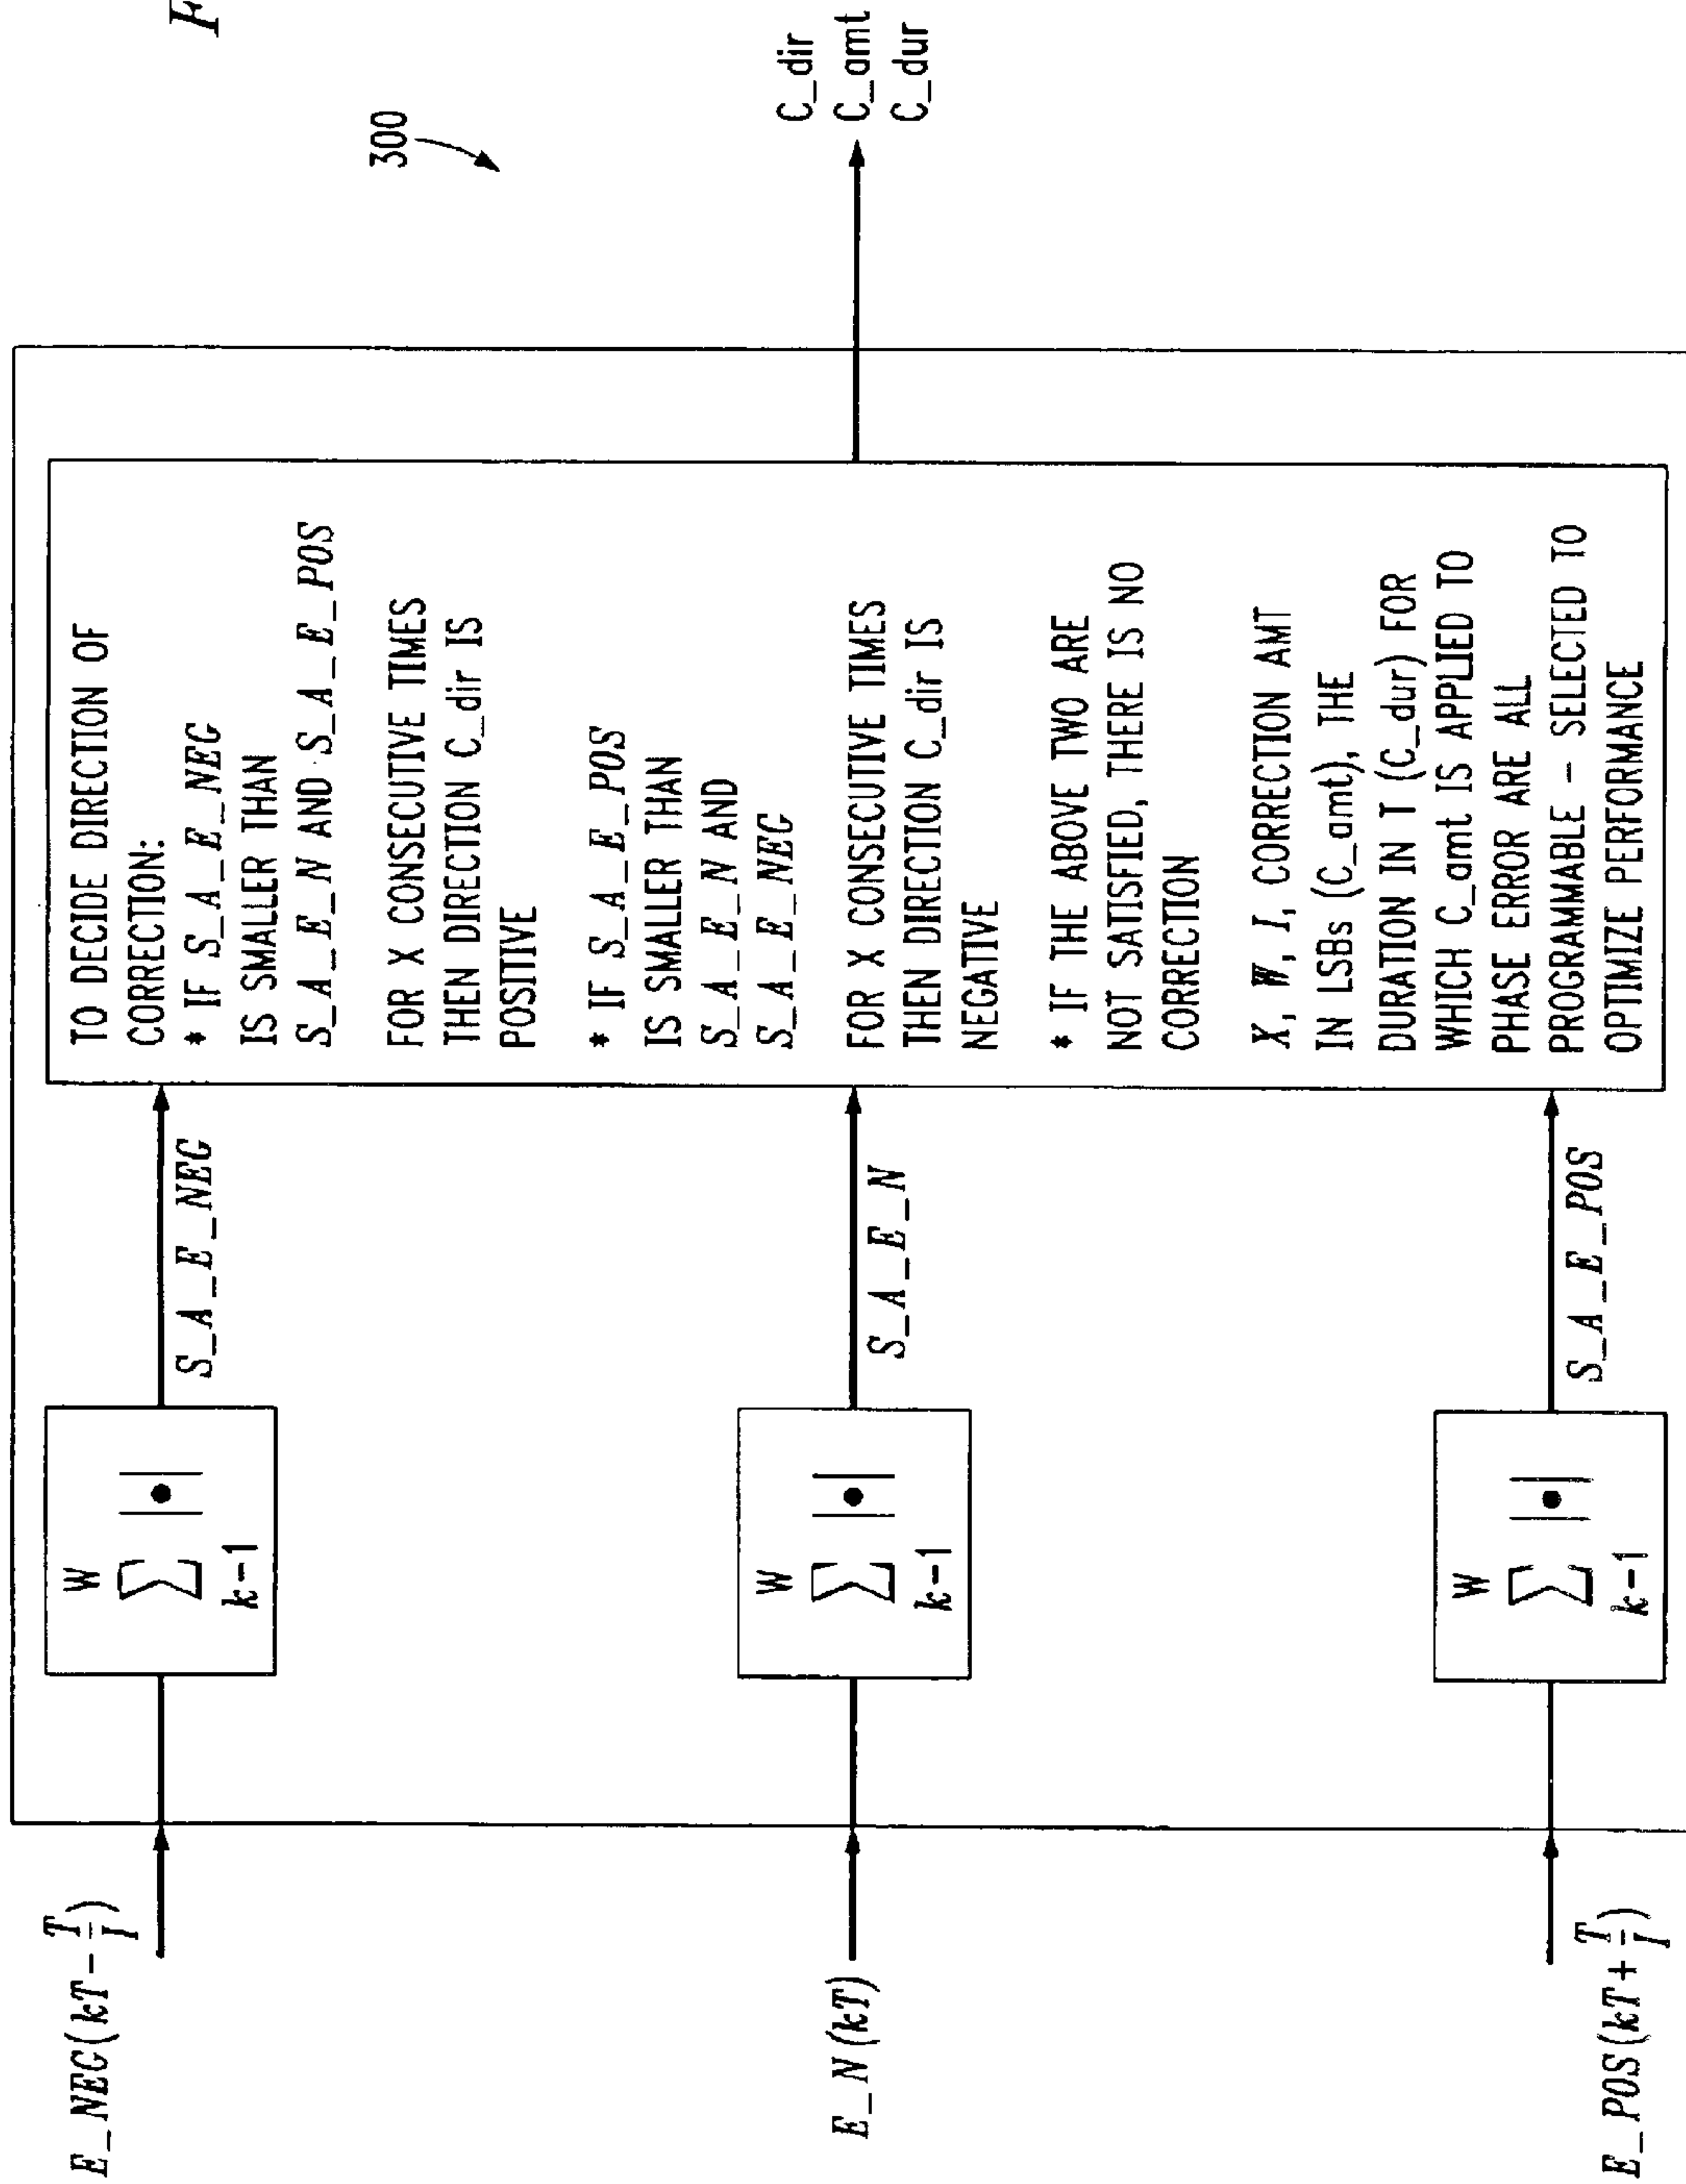 F
300
E_NEG(kT-T/I)
W
∑ |•|
k-1
S_A_E_NEG
E_N(kT)
W
∑ |•|
k-1
S_A_E_N
E_POS(kT+T/I)
W
∑ |•|
k-1
S_A_E_POS
TO DECIDE DIRECTION OF
CORRECTION:
* IF S_A_E_NEG
IS SMALLER THAN
S_A_E_N AND S_A_E_POS
FOR X CONSECUTIVE TIMES
THEN DIRECTION C_dir IS
POSITIVE
* IF S_A_E_POS
IS SMALLER THAN
S_A_E_N AND
S_A_E_NEG
FOR X CONSECUTIVE TIMES
THEN DIRECTION C_dir IS
NEGATIVE
* IF THE ABOVE TWO ARE
NOT SATISFIED, THERE IS NO
CORRECTION
X, W, I, CORRECTION AMT
IN LSBs (C_amt), THE
DURATION IN T (C_dur) FOR
WHICH C_amt IS APPLIED TO
PHASE ERROR ARE ALL
PROGRAMMABLE – SELECTED TO
OPTIMIZE PERFORMANCE
C_dir
C_amt
C_dur